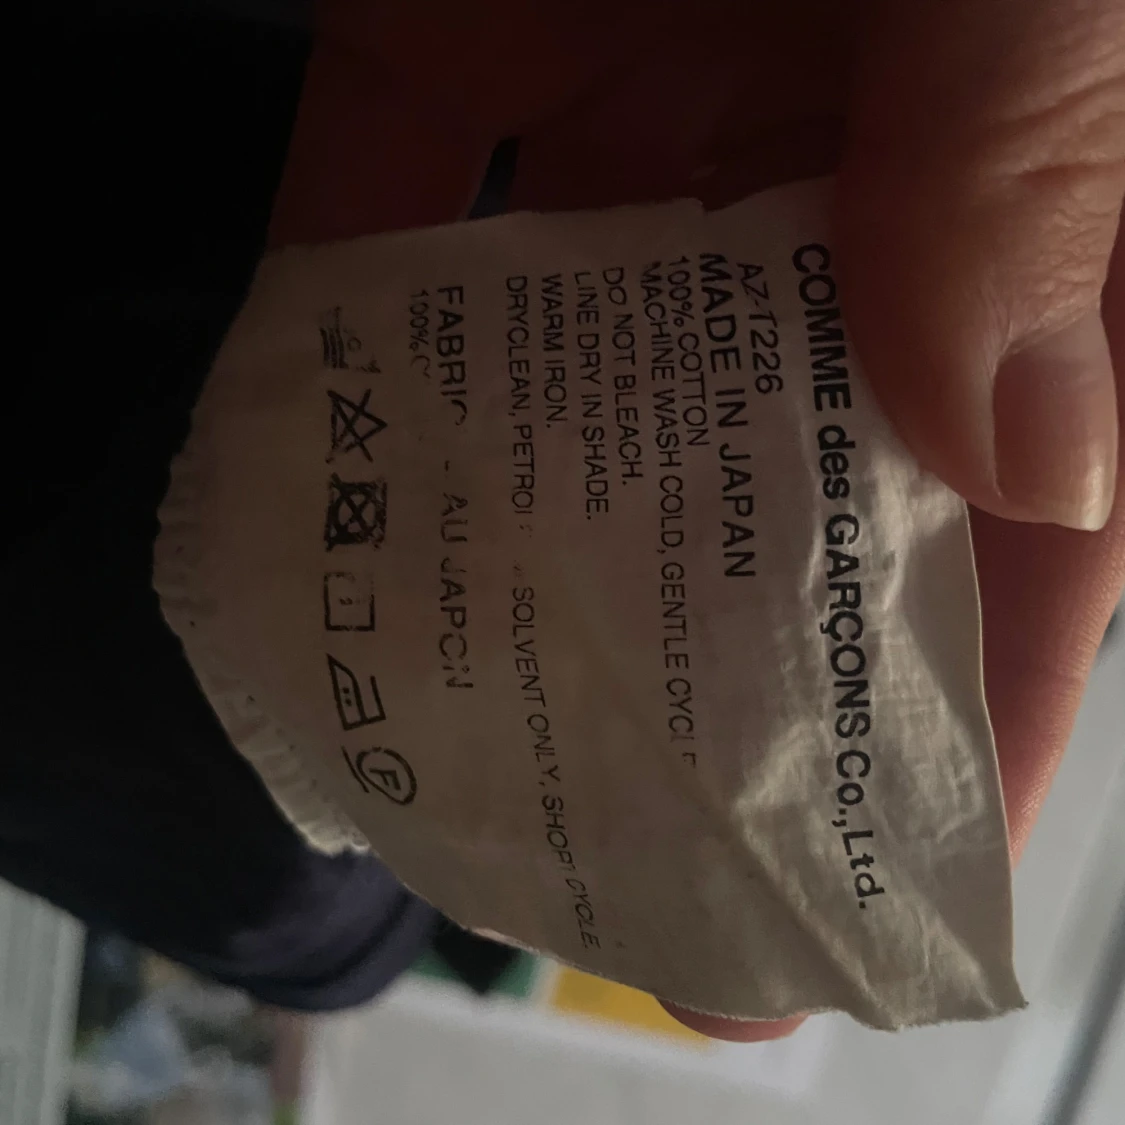 COMME des GARÇONS Co.,Ltd.
AZ-T226
MADE IN JAPAN
100% COTTON
MACHINE WASH COLD, GENTLE
DO NOT BLEACH.
LINE DRY IN SHADE.
WARM IRON.
DRYCLEAN, SOLVENT ONLY, SHORT CYCLE.
AU JAPON
100%
F